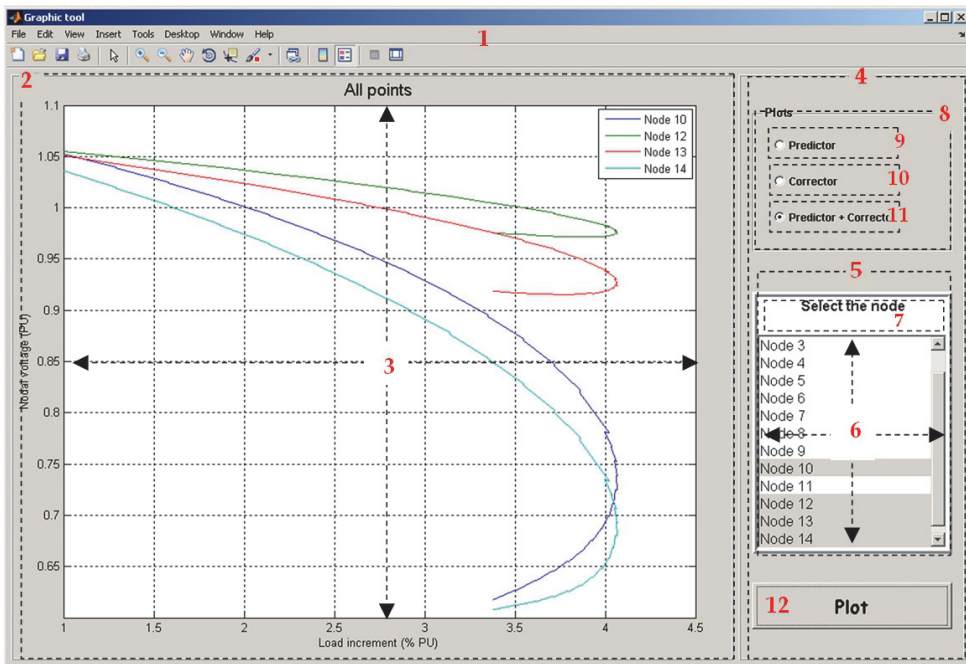 Graphic tool
File Edit View Insert Tools Desktop Window Help
1
2
All points
1.1
1.05
1
0.95
0.9
0.85
0.8
0.75
0.7
0.65
1 1.5 2 2.5 3 3.5 4 4.5
Nodal voltage (PU)
Load increment (% PU)
Node 10
Node 12
Node 13
Node 14
3
4
Plots
8
Predictor 9
Corrector 10
Predictor + Correcto 11
5
Select the node
7
Node 3
Node 4
Node 5
Node 6
Node 7
Node 8
Node 9
Node 10
Node 11
Node 12
Node 13
Node 14
6
12 Plot